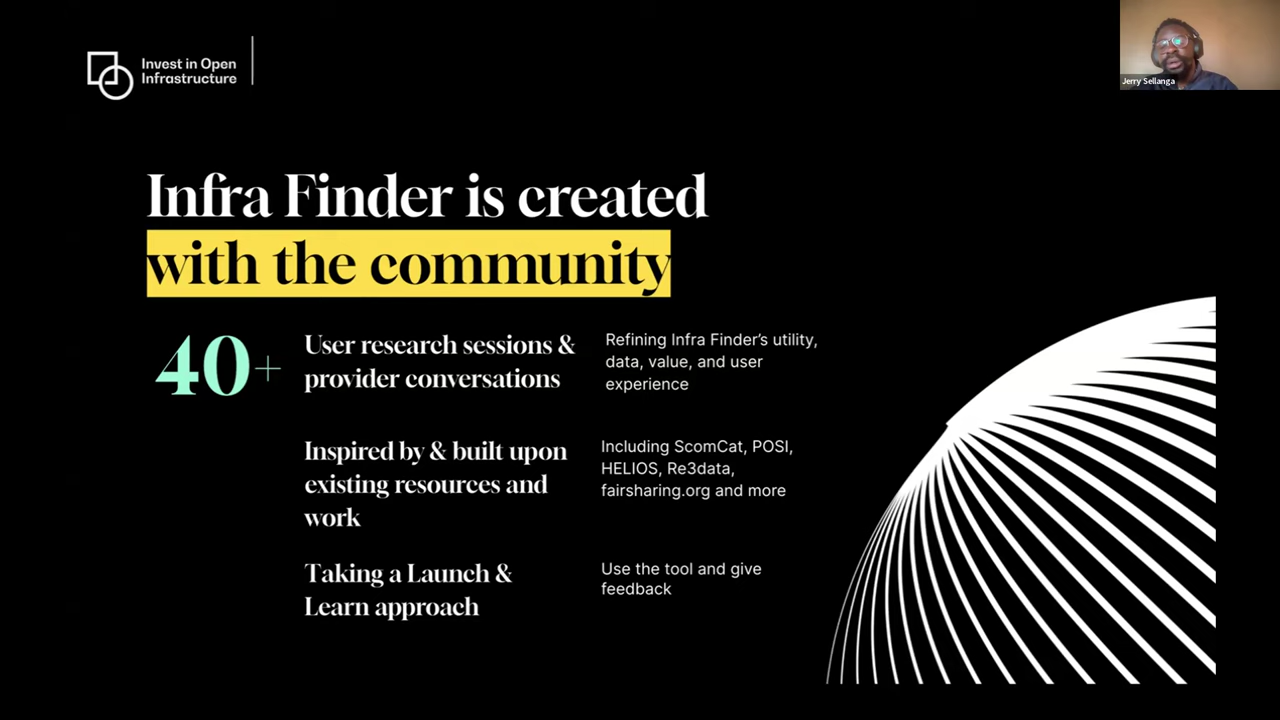 Invest in Open
Infrastructure
Jerry Sellanga
Infra Finder is created
with the community
40+
User research sessions &
provider conversations
Refining Infra Finder's utility,
data, value, and user
experience
Inspired by & built upon
existing resources and
work
Including ScomCat, POSI,
HELIOS, Re3data,
fairsharing.org and more
Taking a Launch &
Learn approach
Use the tool and give
feedback